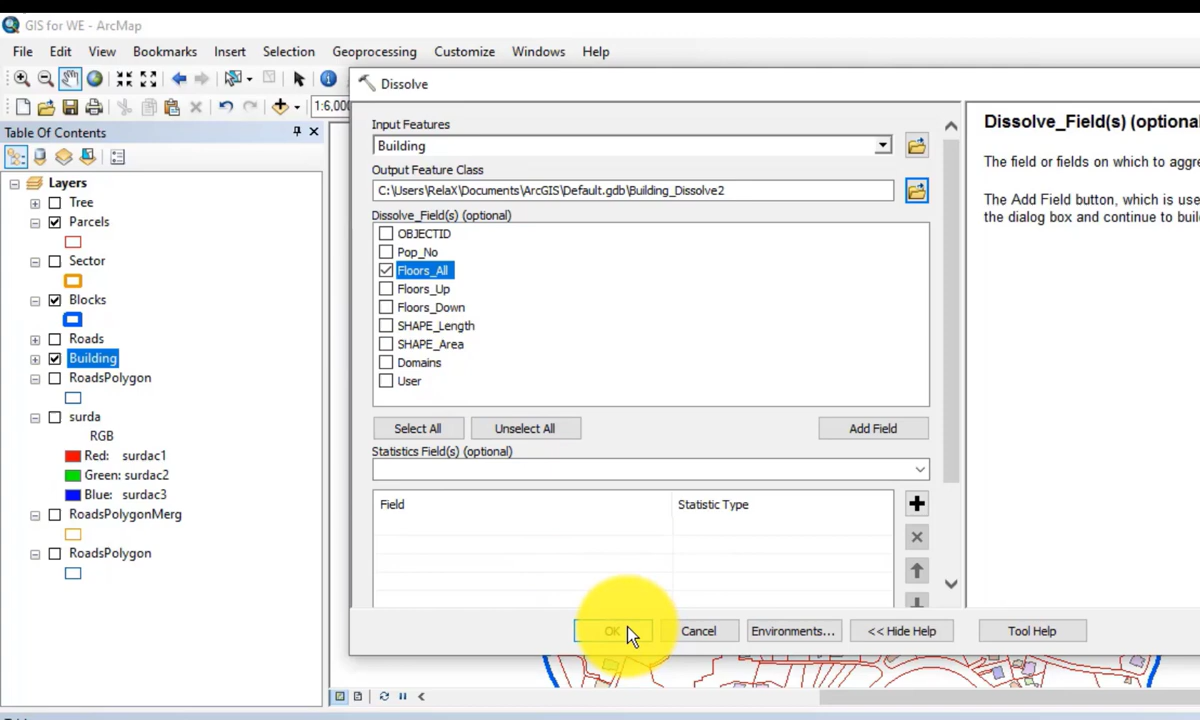 GIS for WE - ArcMap
File Edit View Bookmarks Insert Selection Geoprocessing Customize Windows Help
1:6,000
Table Of Contents
Layers
Tree
Parcels
Sector
Blocks
Roads
Building
RoadsPolygon
surda
RGB
Red: surdac1
Green: surdac2
Blue: surdac3
RoadsPolygonMerg
RoadsPolygon
Dissolve
Input Features
Building
Output Feature Class
C:\Users\RelaX\Documents\ArcGIS\Default.gdb\Building_Dissolve2
Dissolve_Field(s) (optional)
OBJECTID
Pop_No
Floors_All
Floors_Up
Floors_Down
SHAPE_Length
SHAPE_Area
Domains
User
Select All Unselect All Add Field
Statistics Field(s) (optional)
Field Statistic Type
OK Cancel Environments... << Hide Help Tool Help
Dissolve_Field(s) (optional
The field or fields on which to aggre
The Add Field button, which is use
the dialog box and continue to buil